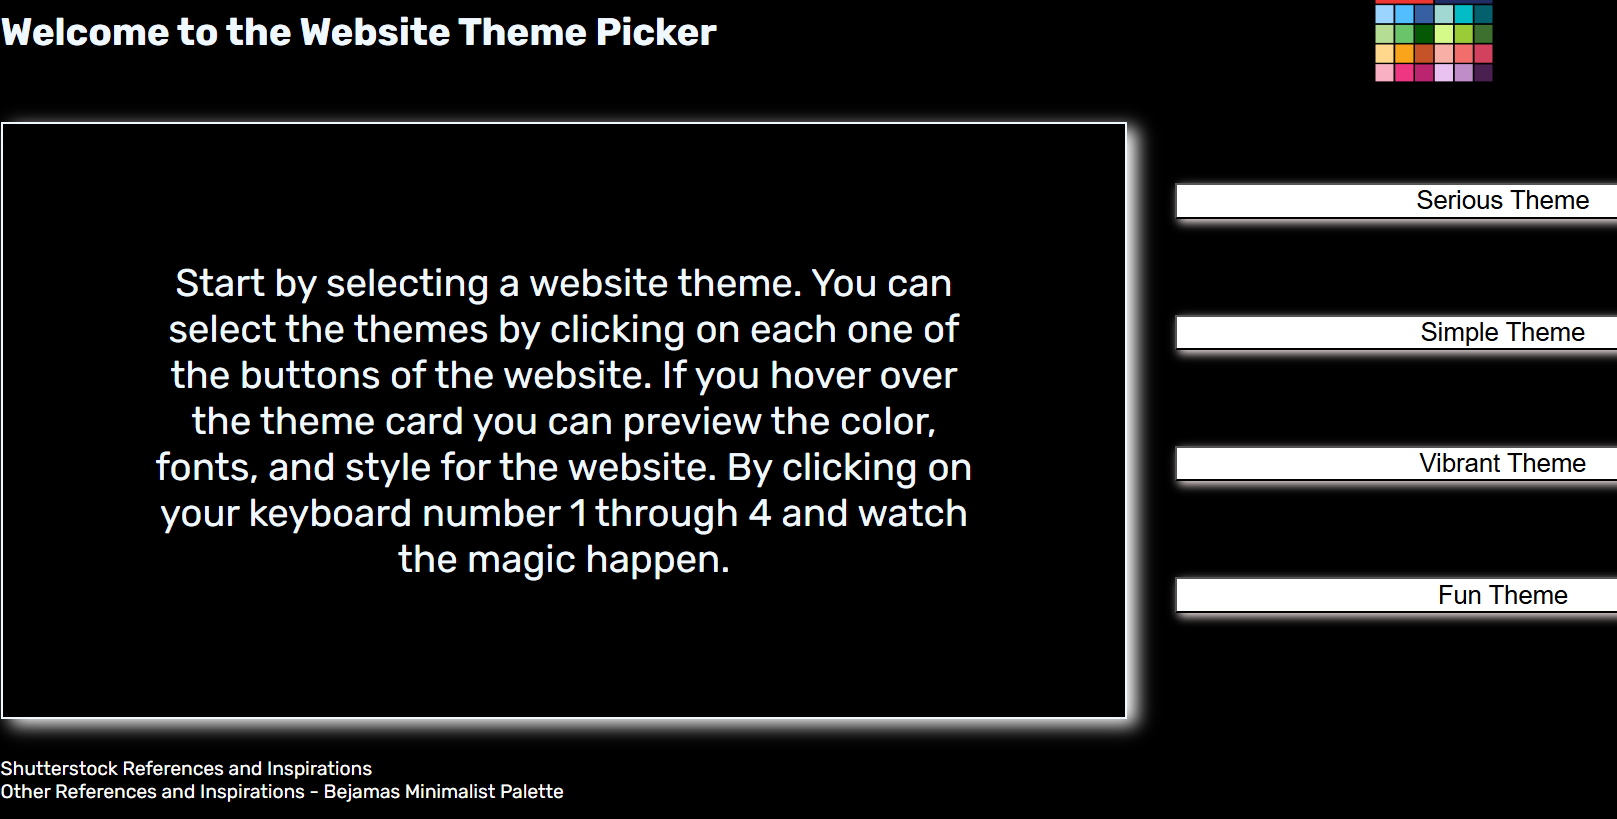 Welcome to the Website Theme Picker
Start by selecting a website theme. You can
select the themes by clicking on each one of
the buttons of the website. If you hover over
the theme card you can preview the color,
fonts, and style for the website. By clicking on
your keyboard number 1 through 4 and watch
the magic happen.
Serious Theme
Simple Theme
Vibrant Theme
Fun Theme
Shutterstock References and Inspirations
Other References and Inspirations - Bejamas Minimalist Palette